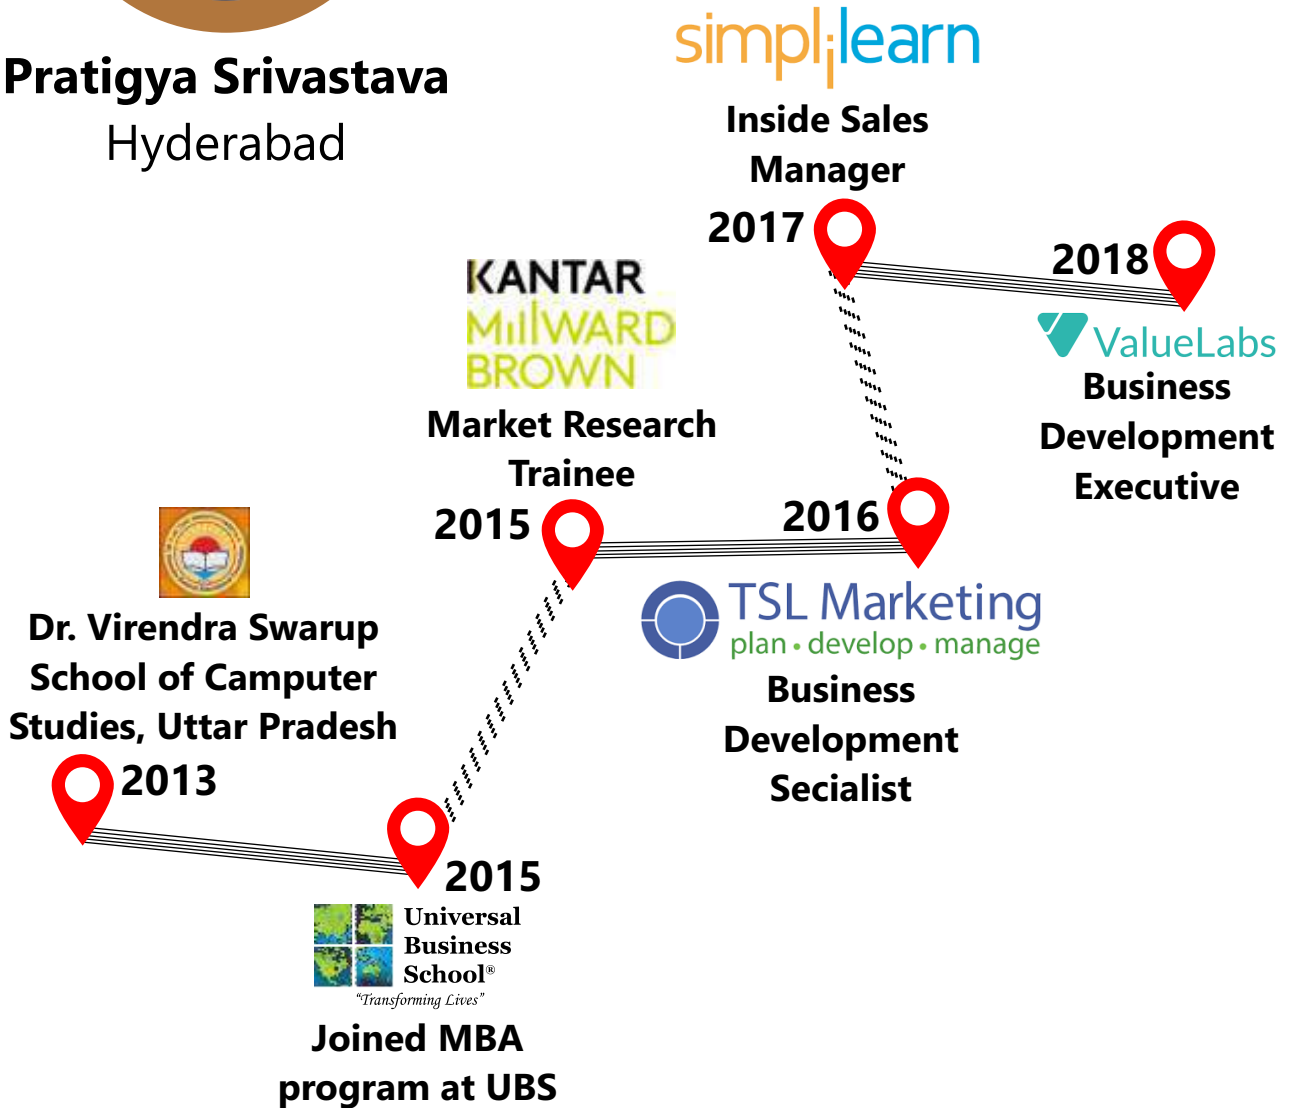 Pratigya Srivastava
Hyderabad
simplilearn
Inside Sales
Manager
2017
2018
ValueLabs
Business
Development
Executive
KANTAR
MillWARD
BROWN
Market Research
Trainee
2015
2016
TSL Marketing
plan • develop • manage
Business
Development
Secialist
Dr. Virendra Swarup
School of Camputer
Studies, Uttar Pradesh
2013
2015
Universal
Business
School®
“Transforming Lives”
Joined MBA
program at UBS